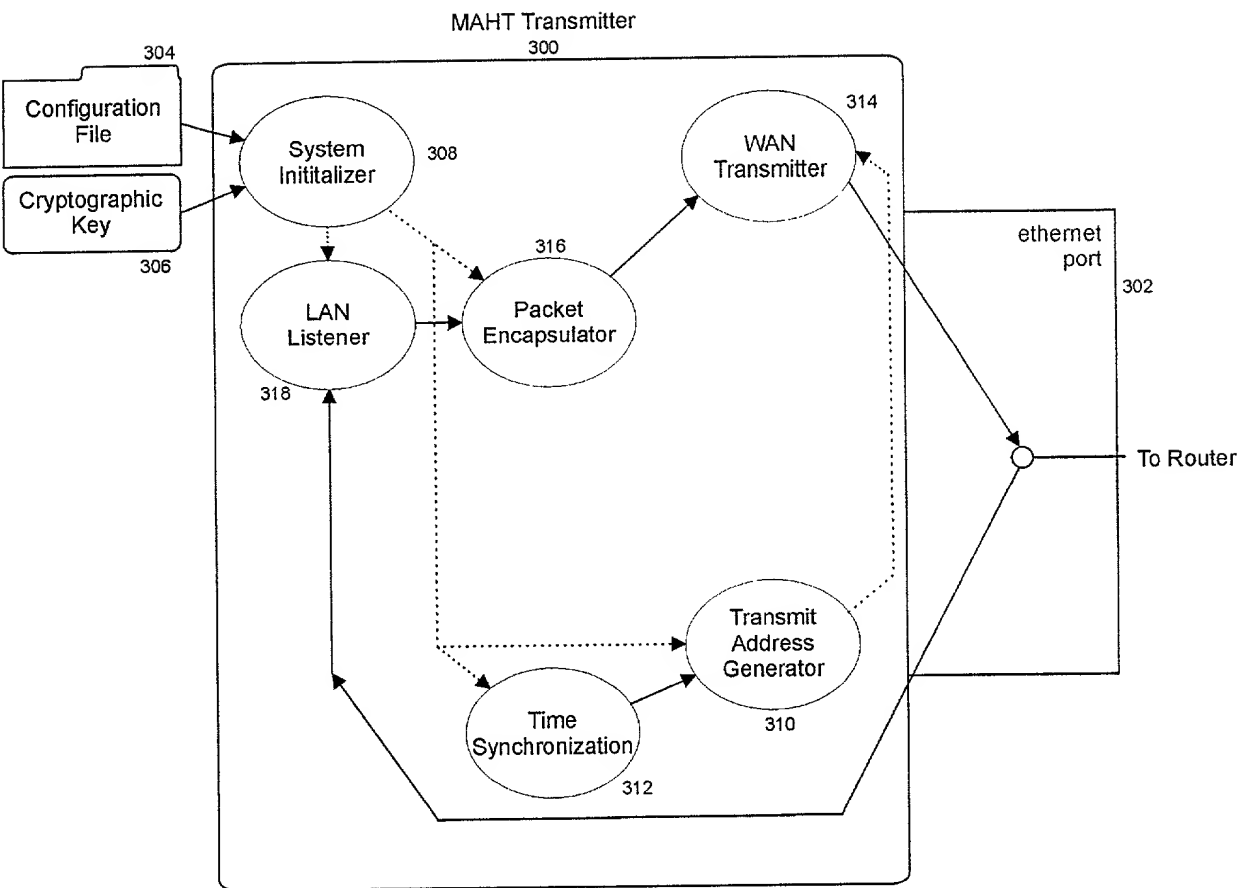 MAHT Transmitter
300
304
Configuration
File
Cryptographic
Key
306
System
Inititalizer
308
WAN
Transmitter
314
ethernet
port
302
LAN
Listener
318
316
Packet
Encapsulator
To Router
Transmit
Address
Generator
310
Time
Synchronization
312